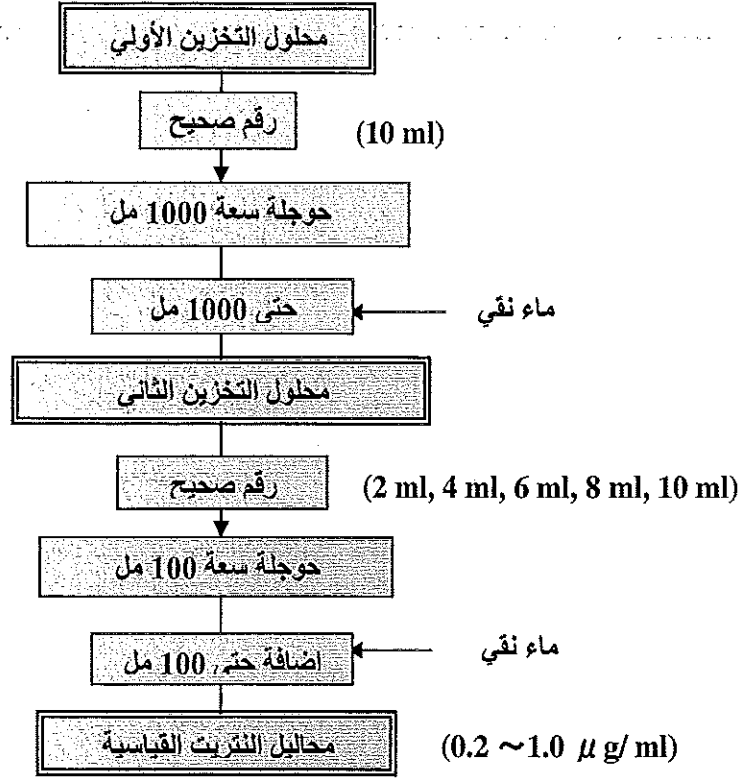 محلول التخزين الأولي
رقم صحيح (10 ml)
حوجلة سعة 1000 مل
حتى 1000 مل ماء نقي
محلول التخزين الثاني
رقم صحيح (2 ml, 4 ml, 6 ml, 8 ml, 10 ml)
حوجلة سعة 100 مل
اضافة حتى 100 مل ماء نقي
محاليل النتريت القياسية (0.2 ~1.0 μ g/ ml)